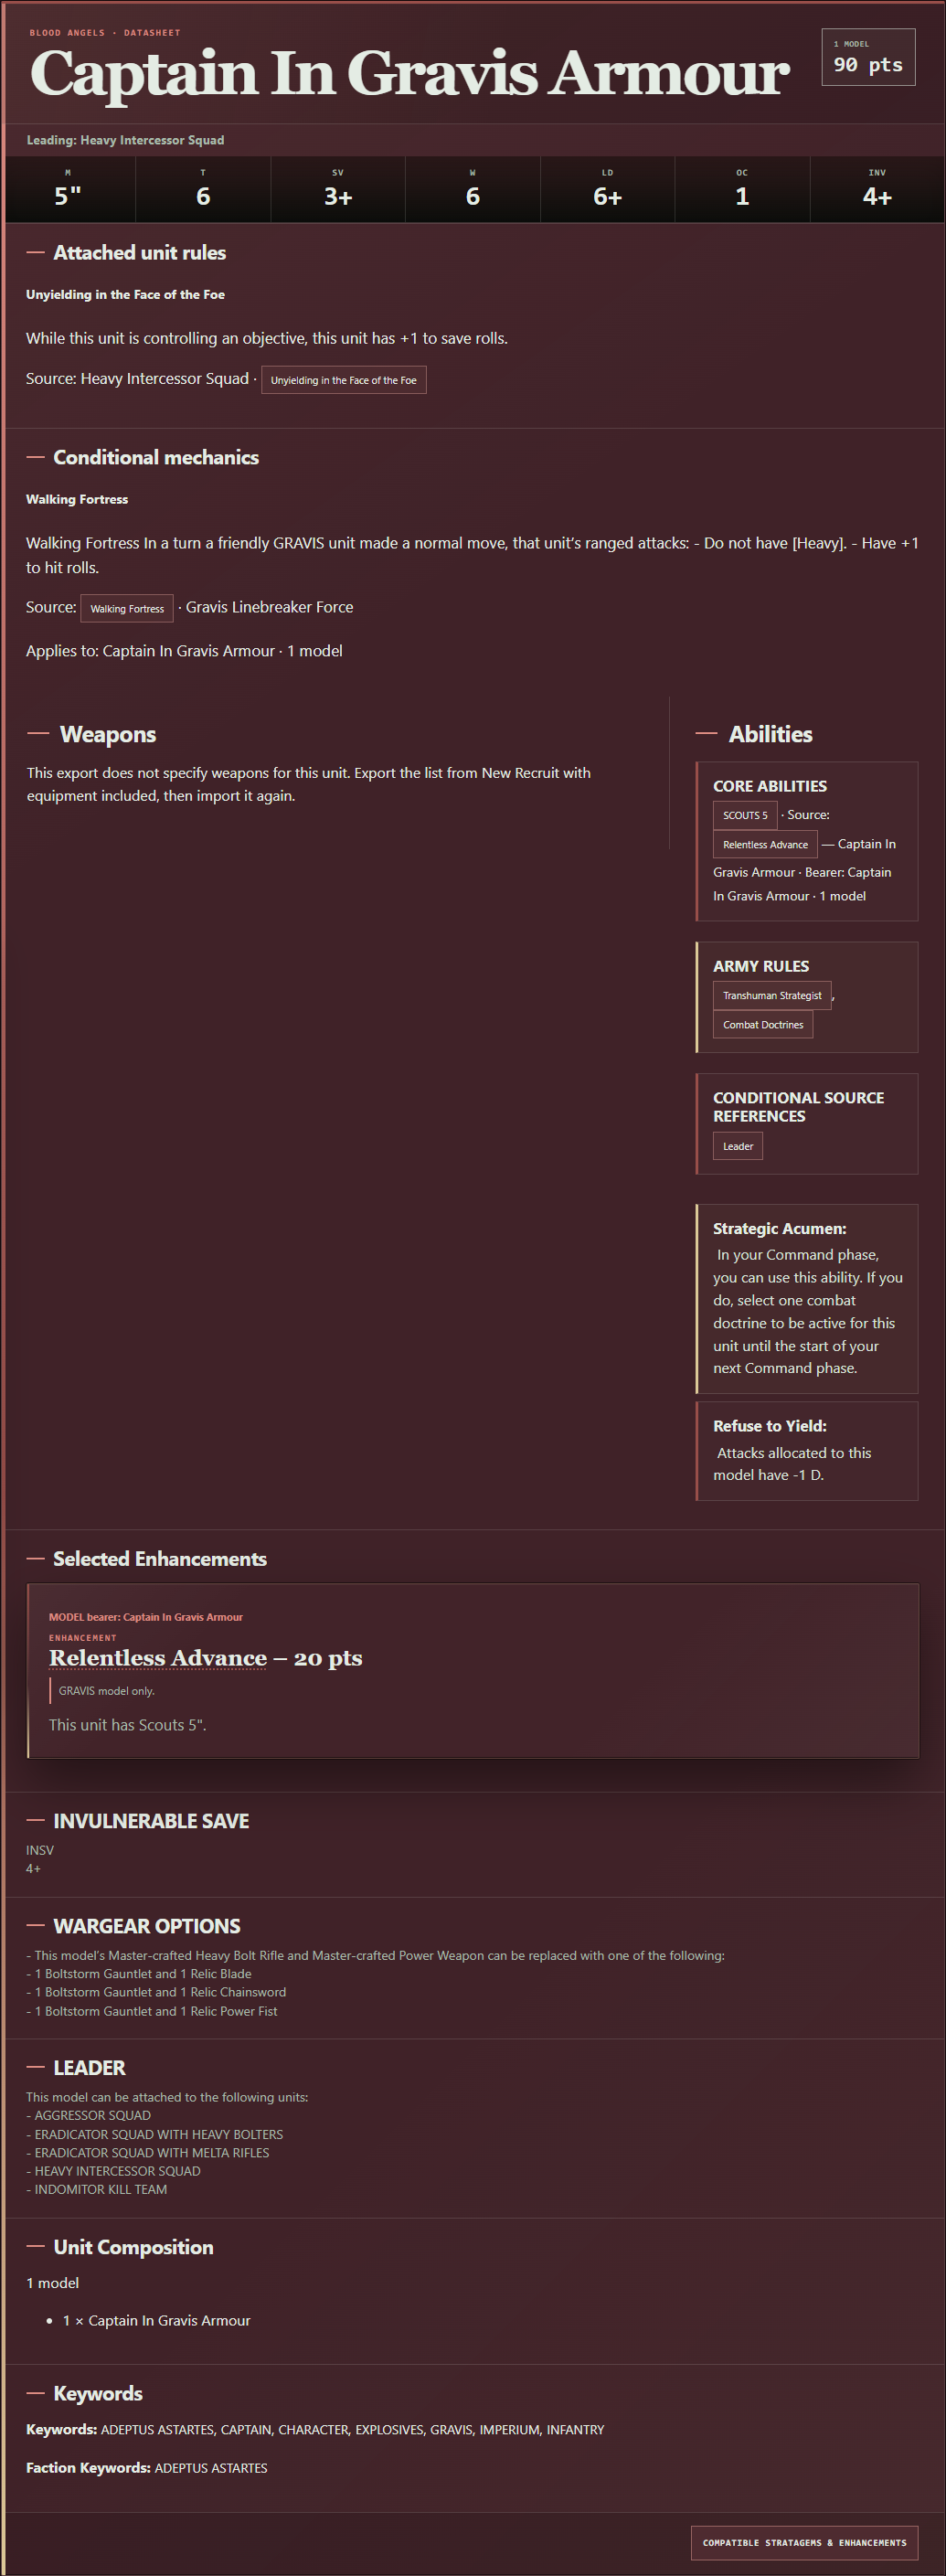 BLOOD ANGELS · DATASHEET
Captain In Gravis Armour
1 MODEL
90 pts
Leading: Heavy Intercessor Squad
M
5"
T
6
SV
3+
W
6
LD
6+
OC
1
INV
4+
Attached unit rules
Unyielding in the Face of the Foe
While this unit is controlling an objective, this unit has +1 to save rolls.
Source: Heavy Intercessor Squad · Unyielding in the Face of the Foe
Conditional mechanics
Walking Fortress
Walking Fortress In a turn a friendly GRAVIS unit made a normal move, that unit's ranged attacks: - Do not have [Heavy]. - Have +1
to hit rolls.
Source: Walking Fortress · Gravis Linebreaker Force
Applies to: Captain In Gravis Armour · 1 model
Weapons
This export does not specify weapons for this unit. Export the list from New Recruit with
equipment included, then import it again.
Abilities
CORE ABILITIES
SCOUTS 5 · Source:
Relentless Advance — Captain In
Gravis Armour · Bearer: Captain
In Gravis Armour · 1 model
ARMY RULES
Transhuman Strategist,
Combat Doctrines
CONDITIONAL SOURCE
REFERENCES
Leader
Strategic Acumen:
In your Command phase,
you can use this ability. If you
do, select one combat
doctrine to be active for this
unit until the start of your
next Command phase.
Refuse to Yield:
Attacks allocated to this
model have -1 D.
Selected Enhancements
MODEL bearer: Captain In Gravis Armour
ENHANCEMENT
Relentless Advance – 20 pts
GRAVIS model only.
This unit has Scouts 5".
INVULNERABLE SAVE
INSV
4+
WARGEAR OPTIONS
- This model's Master-crafted Heavy Bolt Rifle and Master-crafted Power Weapon can be replaced with one of the following:
- 1 Boltstorm Gauntlet and 1 Relic Blade
- 1 Boltstorm Gauntlet and 1 Relic Chainsword
- 1 Boltstorm Gauntlet and 1 Relic Power Fist
LEADER
This model can be attached to the following units:
- AGGRESSOR SQUAD
- ERADICATOR SQUAD WITH HEAVY BOLTERS
- ERADICATOR SQUAD WITH MELTA RIFLES
- HEAVY INTERCESSOR SQUAD
- INDOMITOR KILL TEAM
Unit Composition
1 model
• 1 × Captain In Gravis Armour
Keywords
Keywords: ADEPTUS ASTARTES, CAPTAIN, CHARACTER, EXPLOSIVES, GRAVIS, IMPERIUM, INFANTRY
Faction Keywords: ADEPTUS ASTARTES
COMPATIBLE STRATAGEMS & ENHANCEMENTS